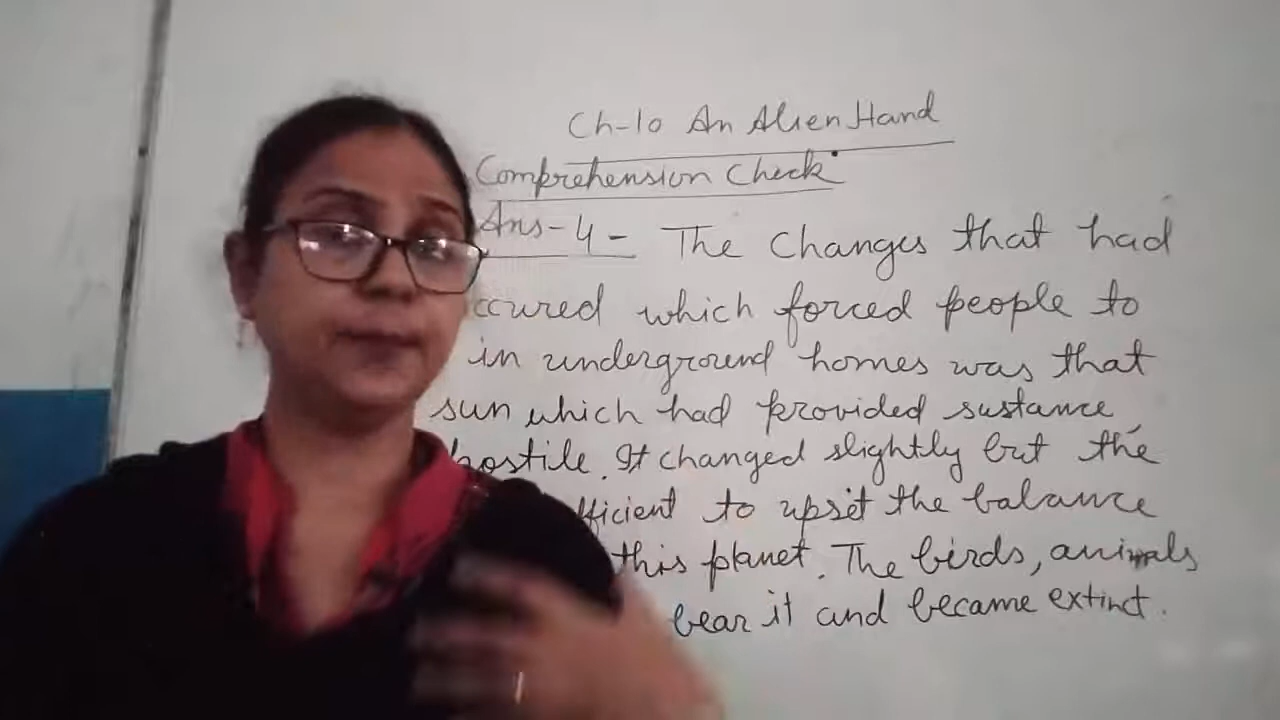 Ch-10 An Alien Hand
Comprehension Check
Ans-4- The Changes that had
ccured which forced people to
in underground homes was that
sun which had provided sustance
hostile. It changed slightly but the
fficient to upset the balance
this planet. The birds, animals
bear it and became extinct.